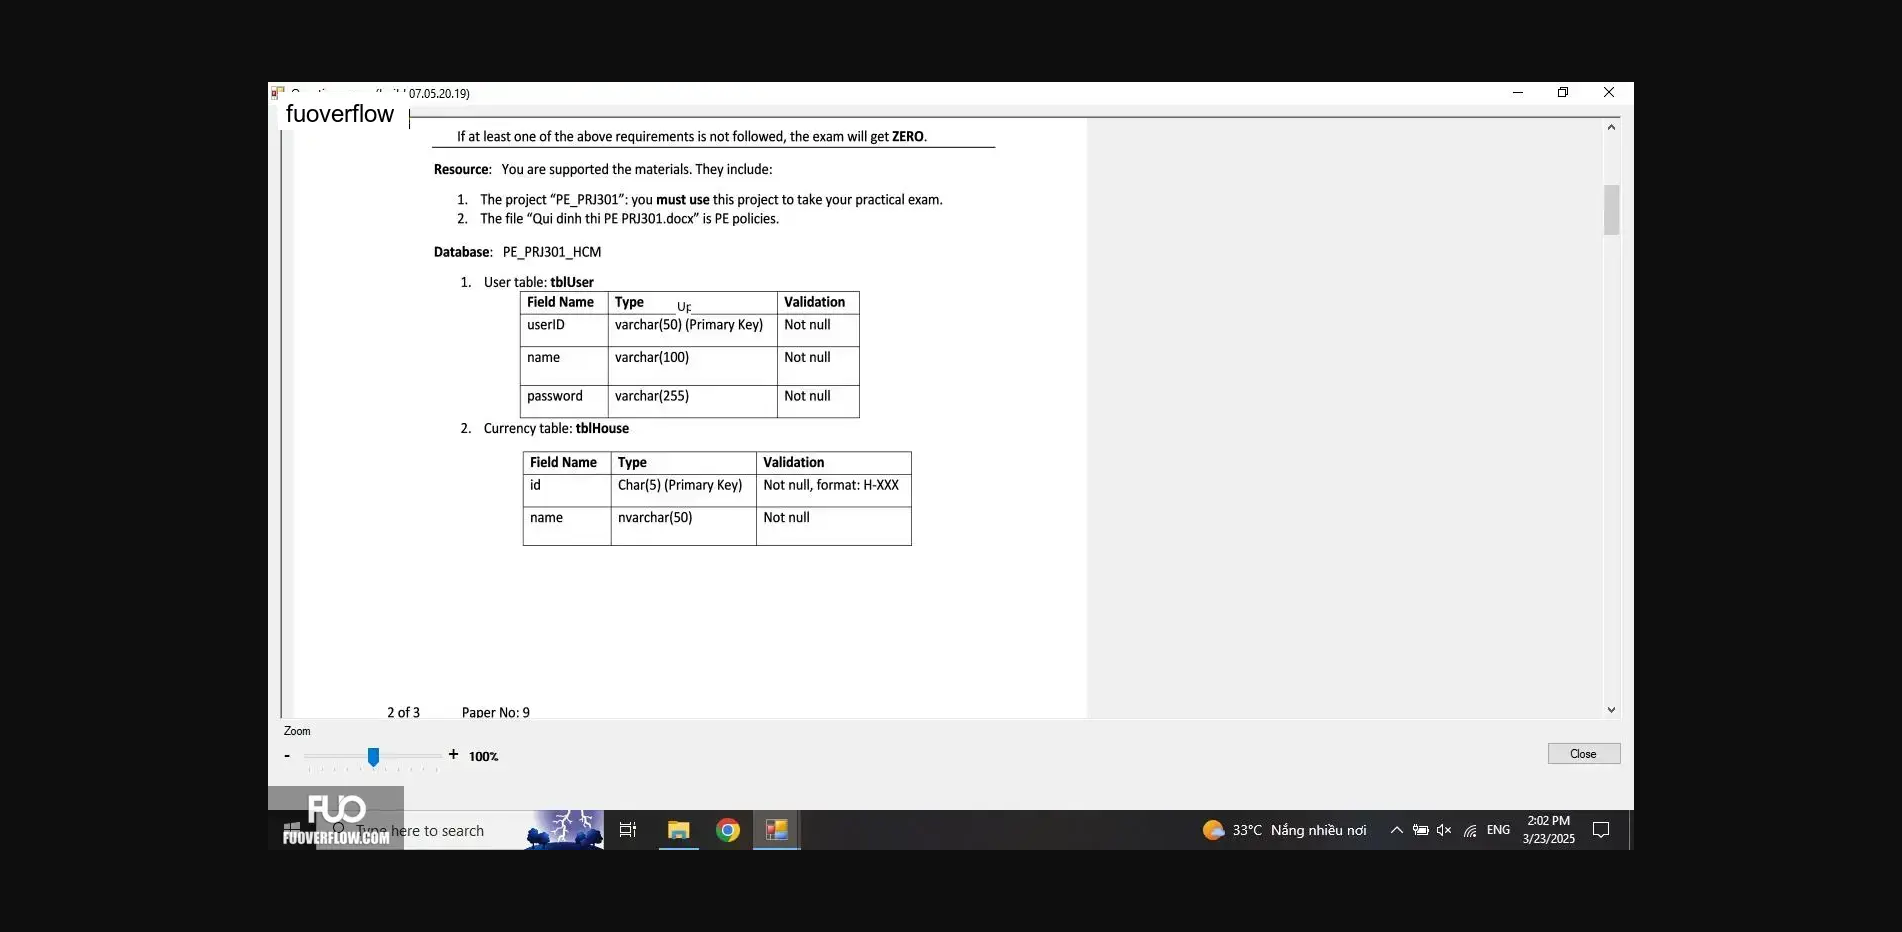 07.05.20.19)
fuoverflow
If at least one of the above requirements is not followed, the exam will get ZERO.
Resource: You are supported the materials. They include:
1. The project “PE_PRJ301”: you must use this project to take your practical exam.
2. The file “Qui dinh thi PE PRJ301.docx” is PE policies.
Database: PE_PRJ301_HCM
1. User table: tblUser
Field Name Type Up Validation
userID varchar(50) (Primary Key) Not null
name varchar(100) Not null
password varchar(255) Not null
2. Currency table: tblHouse
Field Name Type Validation
id Char(5) (Primary Key) Not null, format: H-XXX
name nvarchar(50) Not null
2 of 3 Paper No: 9
Zoom
- + 100%
Close
FUO
FUOVERFLOW.COM
Type here to search
33°C Nắng nhiều nơi
ENG
2:02 PM
3/23/2025